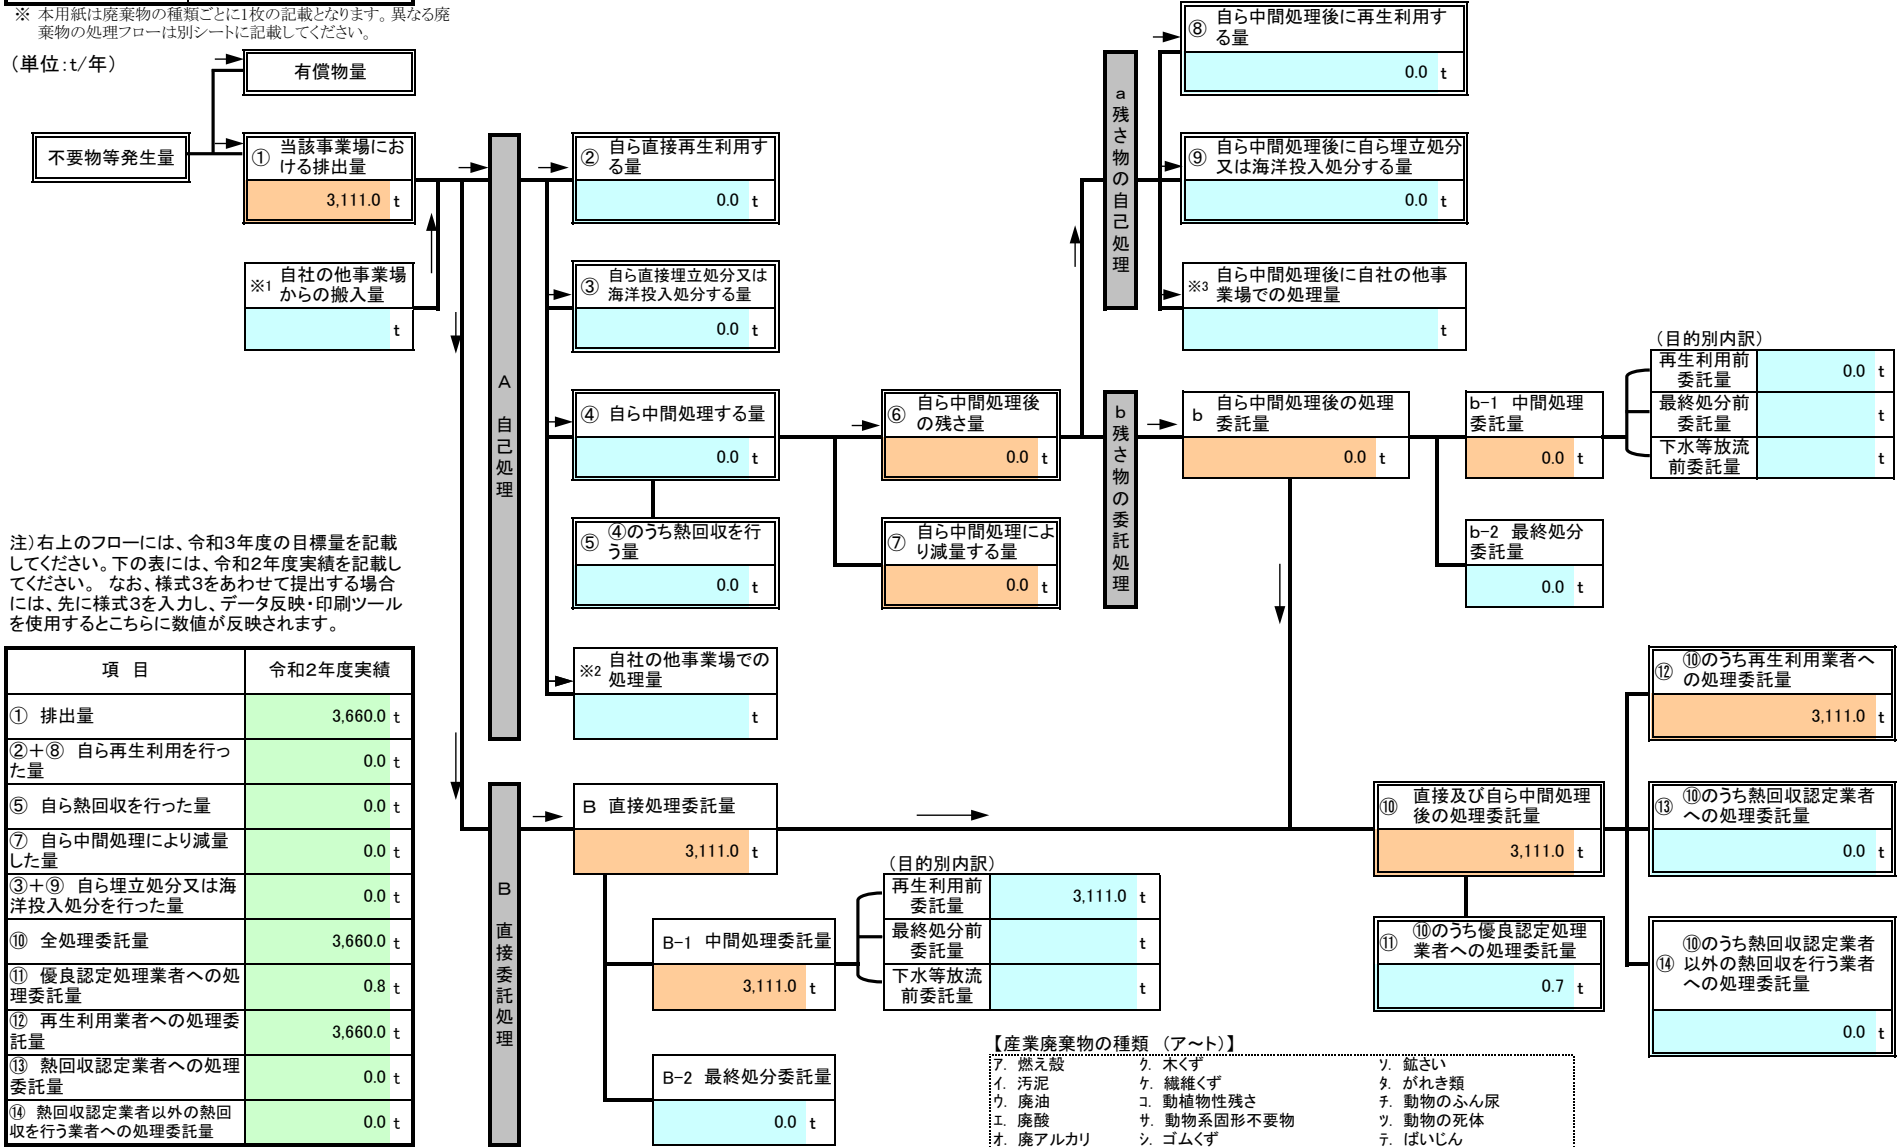 ※ 本用紙は廃棄物の種類ごとに1枚の記載となります。異なる廃
棄物の処理フローは別シートに記載してください。
(単位:t/年)
有償物量
不要物等発生量
① 当該事業場にお
ける排出量
3,111.0 t
※1 自社の他事業場
からの搬入量
t
A 自己処理
② 自ら直接再生利用す
る量
0.0 t
③ 自ら直接埋立処分又は
海洋投入処分する量
0.0 t
④ 自ら中間処理する量
0.0 t
⑤ ④のうち熱回収を行
う量
0.0 t
※2 自社の他事業場での
処理量
t
⑥ 自ら中間処理後
の残さ量
0.0 t
⑦ 自ら中間処理によ
り減量する量
0.0 t
a 残さ物の自己処理
⑧ 自ら中間処理後に再生利用す
る量
0.0 t
⑨ 自ら中間処理後に自ら埋立処分
又は海洋投入処分する量
0.0 t
※3 自ら中間処理後に自社の他事
業場での処理量
t
b 残さ物の委託処理
b 自ら中間処理後の処理
委託量
0.0 t
b-1 中間処理
委託量
0.0 t
b-2 最終処分
委託量
0.0 t
(目的別内訳)
再生利用前
委託量
0.0 t
最終処分前
委託量
t
下水等放流
前委託量
t
注)右上のフローには、令和3年度の目標量を記載
してください。下の表には、令和2年度実績を記載し
てください。 なお、様式3をあわせて提出する場合
には、先に様式3を入力し、データ反映・印刷ツール
を使用するとこちらに数値が反映されます。
項 目 令和2年度実績
① 排出量 3,660.0 t
②+⑧ 自ら再生利用を行っ
た量 0.0 t
⑤ 自ら熱回収を行った量 0.0 t
⑦ 自ら中間処理により減量
した量 0.0 t
③+⑨ 自ら埋立処分又は海
洋投入処分を行った量 0.0 t
⑩ 全処理委託量 3,660.0 t
⑪ 優良認定処理業者への処
理委託量 0.8 t
⑫ 再生利用業者への処理委
託量 3,660.0 t
⑬ 熱回収認定業者への処理
委託量 0.0 t
⑭ 熱回収認定業者以外の熱回
収を行う業者への処理委託量 0.0 t
B 直接委託処理
B 直接処理委託量
3,111.0 t
B-1 中間処理委託量
3,111.0 t
B-2 最終処分委託量
0.0 t
(目的別内訳)
再生利用前
委託量
3,111.0 t
最終処分前
委託量
t
下水等放流
前委託量
t
⑩ 直接及び自ら中間処理
後の処理委託量
3,111.0 t
⑪ ⑩のうち優良認定処理
業者への処理委託量
0.7 t
⑫ ⑩のうち再生利用業者へ
の処理委託量
3,111.0 t
⑬ ⑩のうち熱回収認定業者
への処理委託量
0.0 t
⑭ ⑩のうち熱回収認定業者
以外の熱回収を行う業者
への処理委託量
0.0 t
【産業廃棄物の種類 (ア~ト)】
ア. 燃え殻 ク. 木くず ソ. 鉱さい
イ. 汚泥 ケ. 繊維くず タ. がれき類
ウ. 廃油 コ. 動植物性残さ チ. 動物のふん尿
エ. 廃酸 サ. 動物系固形不要物 ツ. 動物の死体
オ. 廃アルカリ シ. ゴムくず テ. ばいじん